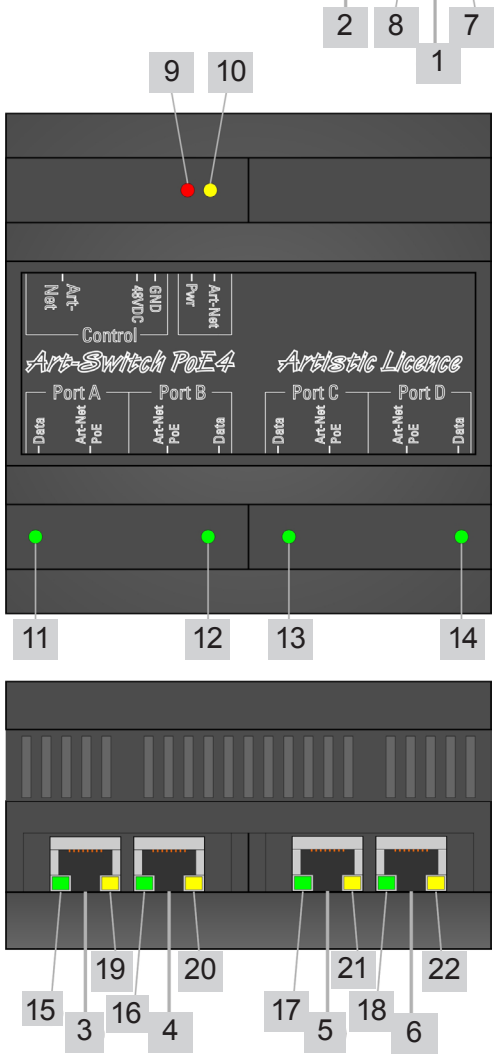 2 8 7
1
9 10
Art-
Net
48VDC
GND
Pwr
Art-Net
Control
Art-Switch PoE4 Artistic Licence
Port A Port B Port C Port D
Data
Art-Net
PoE
Art-Net
PoE
Data
Data
Art-Net
PoE
Art-Net
PoE
Data
11 12 13 14
19 20 21 22
15 16 17 18
3 4 5 6